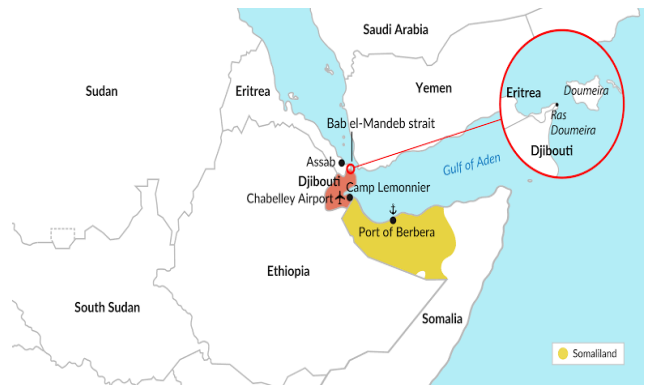 Saudi Arabia
Sudan
Eritrea
Yemen
Eritrea
Doumeira
Ras
Doumeira
Djibouti
Bab el-Mandeb strait
Assab
Gulf of Aden
Djibouti
Camp Lemonnier
Chabelley Airport
Port of Berbera
Ethiopia
South Sudan
Somalia
Somaliland